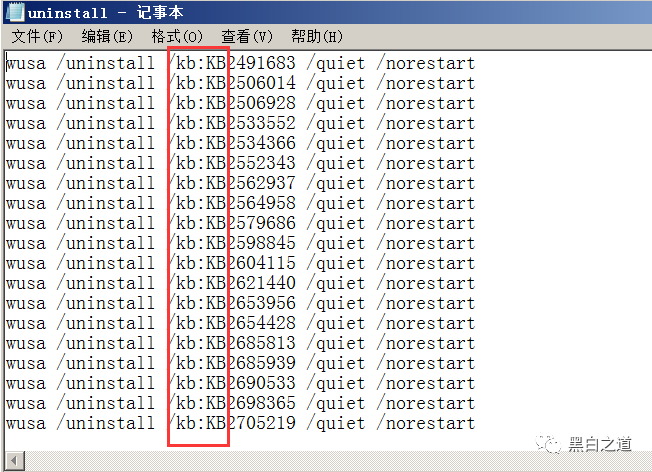 uninstall - 记事本
文件(F) 编辑(E) 格式(O) 查看(V) 帮助(H)
wusa /uninstall /kb:KB2491683 /quiet /norestart
wusa /uninstall /kb:KB2506014 /quiet /norestart
wusa /uninstall /kb:KB2506928 /quiet /norestart
wusa /uninstall /kb:KB2533552 /quiet /norestart
wusa /uninstall /kb:KB2534366 /quiet /norestart
wusa /uninstall /kb:KB2552343 /quiet /norestart
wusa /uninstall /kb:KB2562937 /quiet /norestart
wusa /uninstall /kb:KB2564958 /quiet /norestart
wusa /uninstall /kb:KB2579686 /quiet /norestart
wusa /uninstall /kb:KB2598845 /quiet /norestart
wusa /uninstall /kb:KB2604115 /quiet /norestart
wusa /uninstall /kb:KB2621440 /quiet /norestart
wusa /uninstall /kb:KB2653956 /quiet /norestart
wusa /uninstall /kb:KB2654428 /quiet /norestart
wusa /uninstall /kb:KB2685813 /quiet /norestart
wusa /uninstall /kb:KB2685939 /quiet /norestart
wusa /uninstall /kb:KB2690533 /quiet /norestart
wusa /uninstall /kb:KB2698365 /quiet /norestart
wusa /uninstall /kb:KB2705219 /quiet /norestart
黑白之道